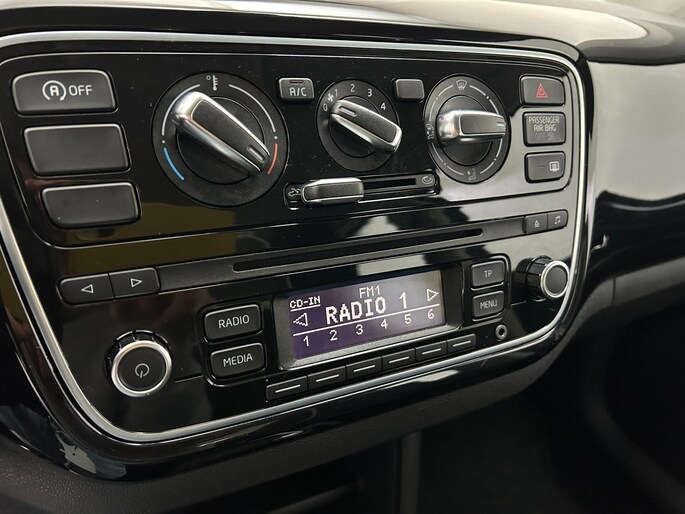 A OFF
A/C
0 1 2 3 4
PASSENGER
AIR BAG
CD-IN
FM1
RADIO 1
1 2 3 4 5 6
RADIO
MEDIA
TP
MENU